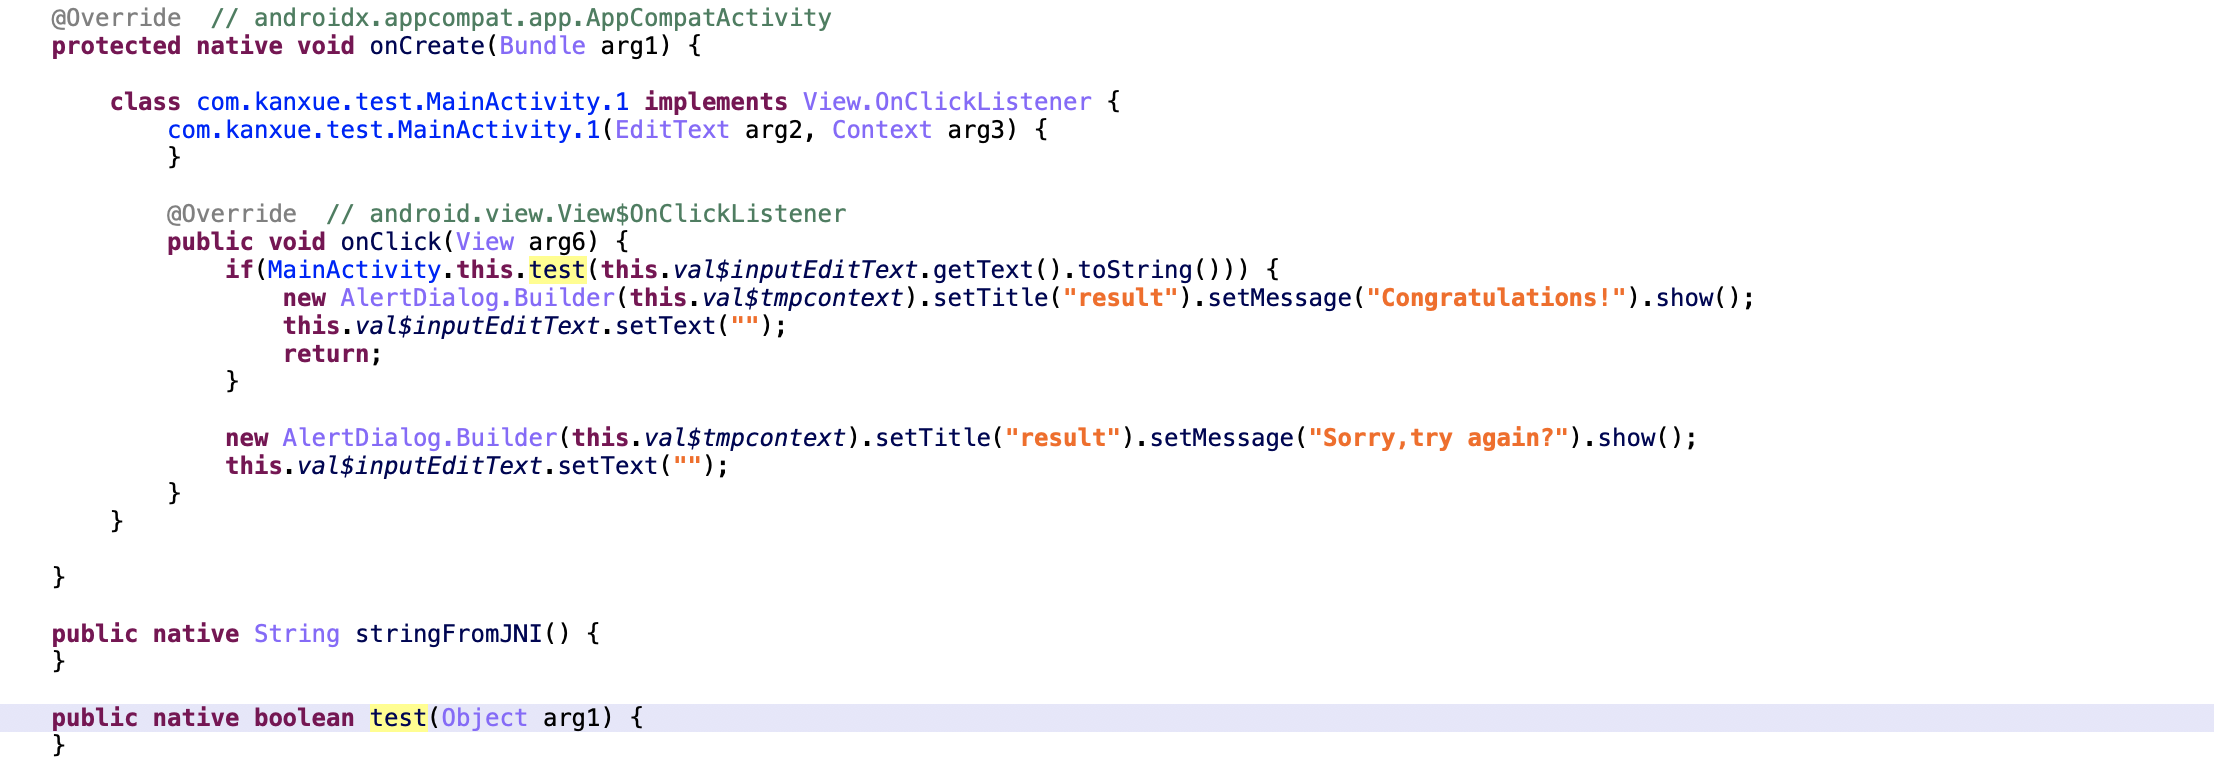 @Override  // androidx.appcompat.app.AppCompatActivity
protected native void onCreate(Bundle arg1) {
class com.kanxue.test.MainActivity.1 implements View.OnClickListener {
com.kanxue.test.MainActivity.1(EditText arg2, Context arg3) {
}
@Override  // android.view.View$OnClickListener
public void onClick(View arg6) {
if(MainActivity.this.test(this.val$inputEditText.getText().toString())) {
new AlertDialog.Builder(this.val$tmpcontext).setTitle("result").setMessage("Congratulations!").show();
this.val$inputEditText.setText("");
return;
}
new AlertDialog.Builder(this.val$tmpcontext).setTitle("result").setMessage("Sorry,try again?").show();
this.val$inputEditText.setText("");
}
}
}
public native String stringFromJNI() {
}
public native boolean test(Object arg1) {
}